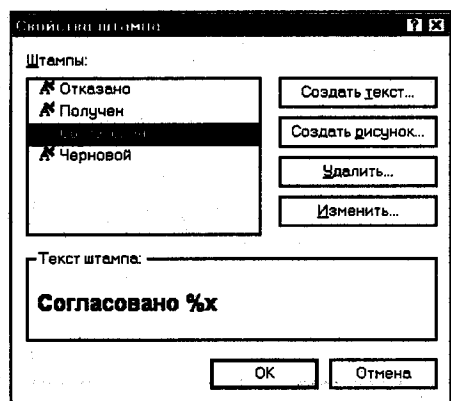 Свойства штампа
Штампы:
Отказано
Получен
Черновой
Создать текст...
Создать рисунок...
Удалить...
Изменить...
Текст штампа:
Согласовано %x
OK
Отмена